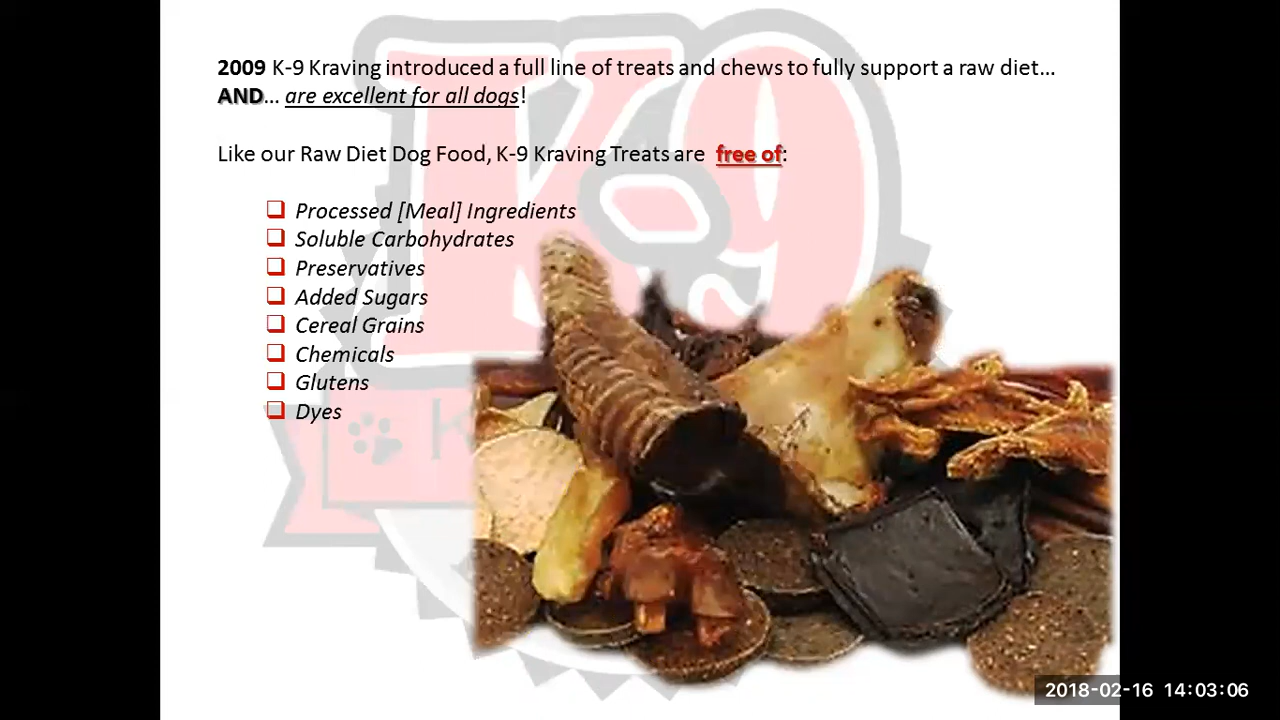 2009 K-9 Kraving introduced a full line of treats and chews to fully support a raw diet…
AND… are excellent for all dogs!
Like our Raw Diet Dog Food, K-9 Kraving Treats are free of:
Processed [Meal] Ingredients
Soluble Carbohydrates
Preservatives
Added Sugars
Cereal Grains
Chemicals
Glutens
Dyes
K9
2018-02-16 14:03:06